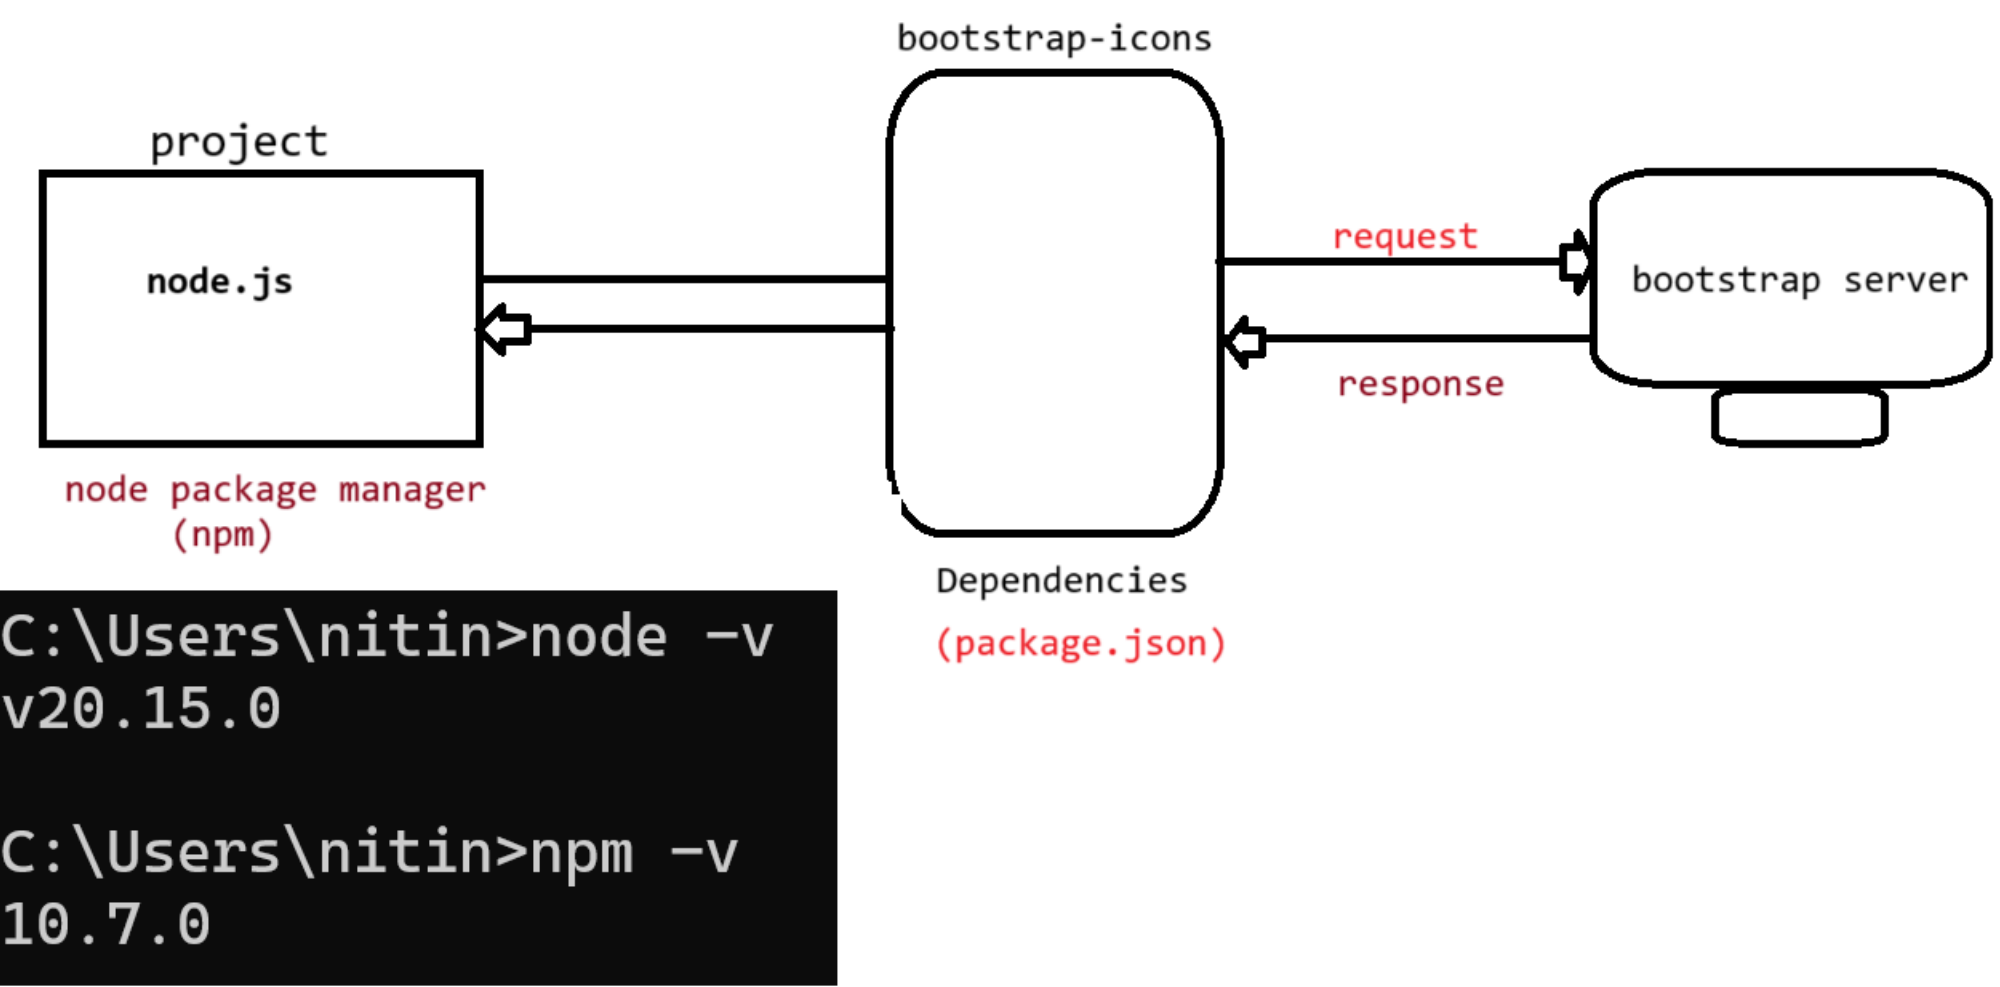 bootstrap-icons
project
node.js
request
bootstrap server
response
node package manager
(npm)
Dependencies
(package.json)
C:\Users\nitin>node -v
v20.15.0
C:\Users\nitin>npm -v
10.7.0